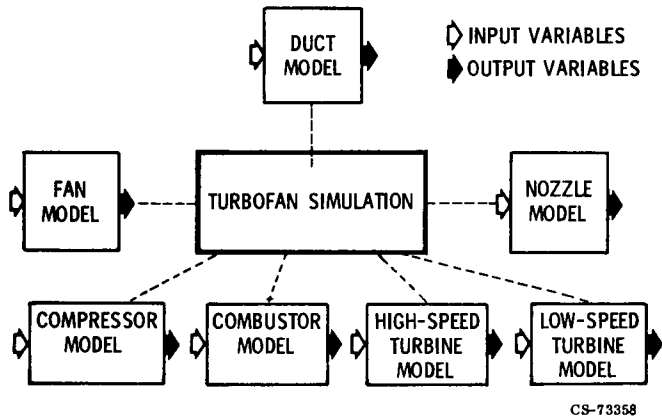 DUCT
MODEL
INPUT VARIABLES
OUTPUT VARIABLES
FAN
MODEL
TURBOFAN SIMULATION
NOZZLE
MODEL
COMPRESSOR
MODEL
COMBUSTOR
MODEL
HIGH-SPEED
TURBINE
MODEL
LOW-SPEED
TURBINE
MODEL
CS-73358